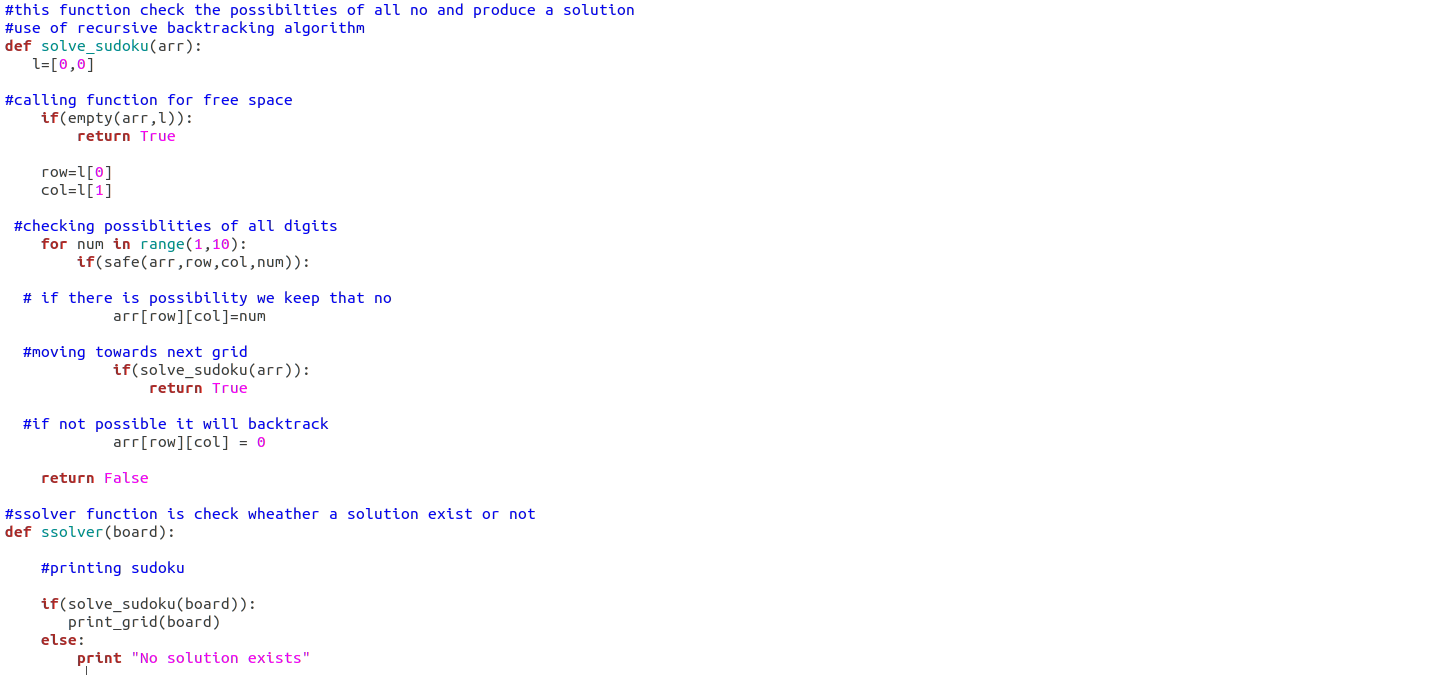 #this function check the possibilties of all no and produce a solution
#use of recursive backtracking algorithm
def solve_sudoku(arr):
   l=[0,0]

#calling function for free space
    if(empty(arr,l)):
        return True

    row=l[0]
    col=l[1]

 #checking possiblities of all digits
    for num in range(1,10):
        if(safe(arr,row,col,num)):

  # if there is possibility we keep that no
            arr[row][col]=num

  #moving towards next grid
            if(solve_sudoku(arr)):
                return True

  #if not possible it will backtrack
            arr[row][col] = 0

    return False

#ssolver function is check wheather a solution exist or not
def ssolver(board):

    #printing sudoku

    if(solve_sudoku(board)):
       print_grid(board)
    else:
        print "No solution exists"